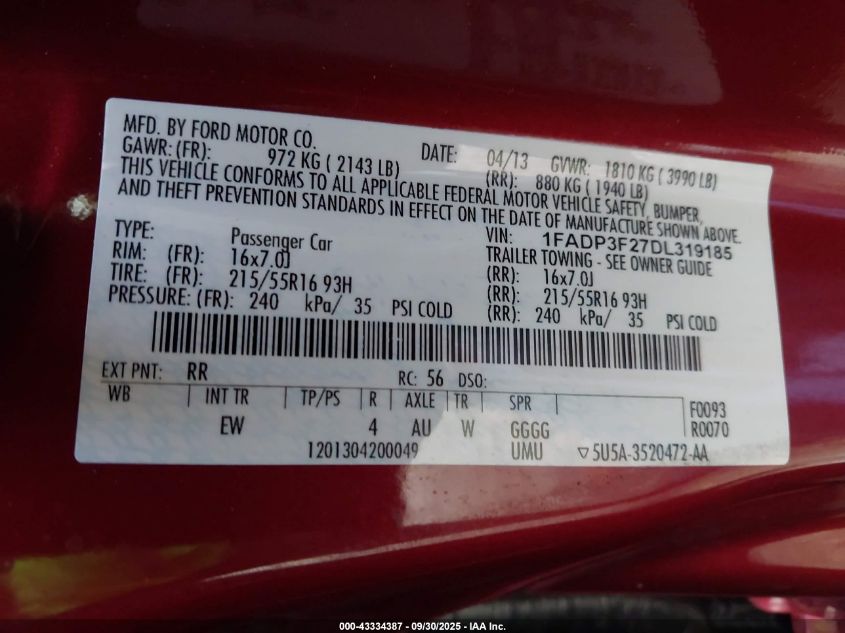 MFD. BY FORD MOTOR CO.
DATE: 04/13 GVWR: 1810 KG ( 3990 LB)
GAWR: (FR): 972 KG ( 2143 LB) (RR): 880 KG ( 1940 LB)
THIS VEHICLE CONFORMS TO ALL APPLICABLE FEDERAL MOTOR VEHICLE SAFETY, BUMPER,
AND THEFT PREVENTION STANDARDS IN EFFECT ON THE DATE OF MANUFACTURE SHOWN ABOVE.
VIN: 1FADP3F27DL319185
TYPE: Passenger Car TRAILER TOWING - SEE OWNER GUIDE
RIM: (FR): 16x7.0J (RR): 16x7.0J
TIRE: (FR): 215/55R16 93H (RR): 215/55R16 93H
PRESSURE: (FR): 240 kPa/ 35 PSI COLD (RR): 240 kPa/ 35 PSI COLD
EXT PNT: RR RC: 56 DSO:
WB INT TR TP/PS R AXLE TR SPR F0093
EW 4 AU W GGGG R0070
1201304200049 UMU ▽5U5A-3520472-AA
000-43334387 - 09/30/2025 - IAA Inc.